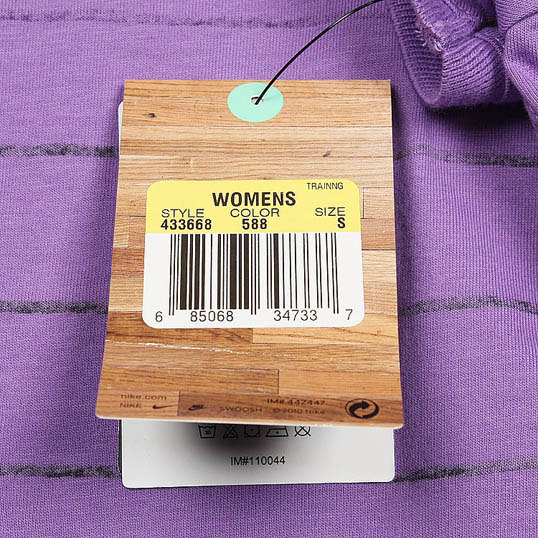 TRAINNG
WOMENS
STYLE COLOR SIZE
433668 588 S
6 85068 34733 7
nike.com IM# 442447
NIKE SWOOSH ©2010 Nike
IM#110044